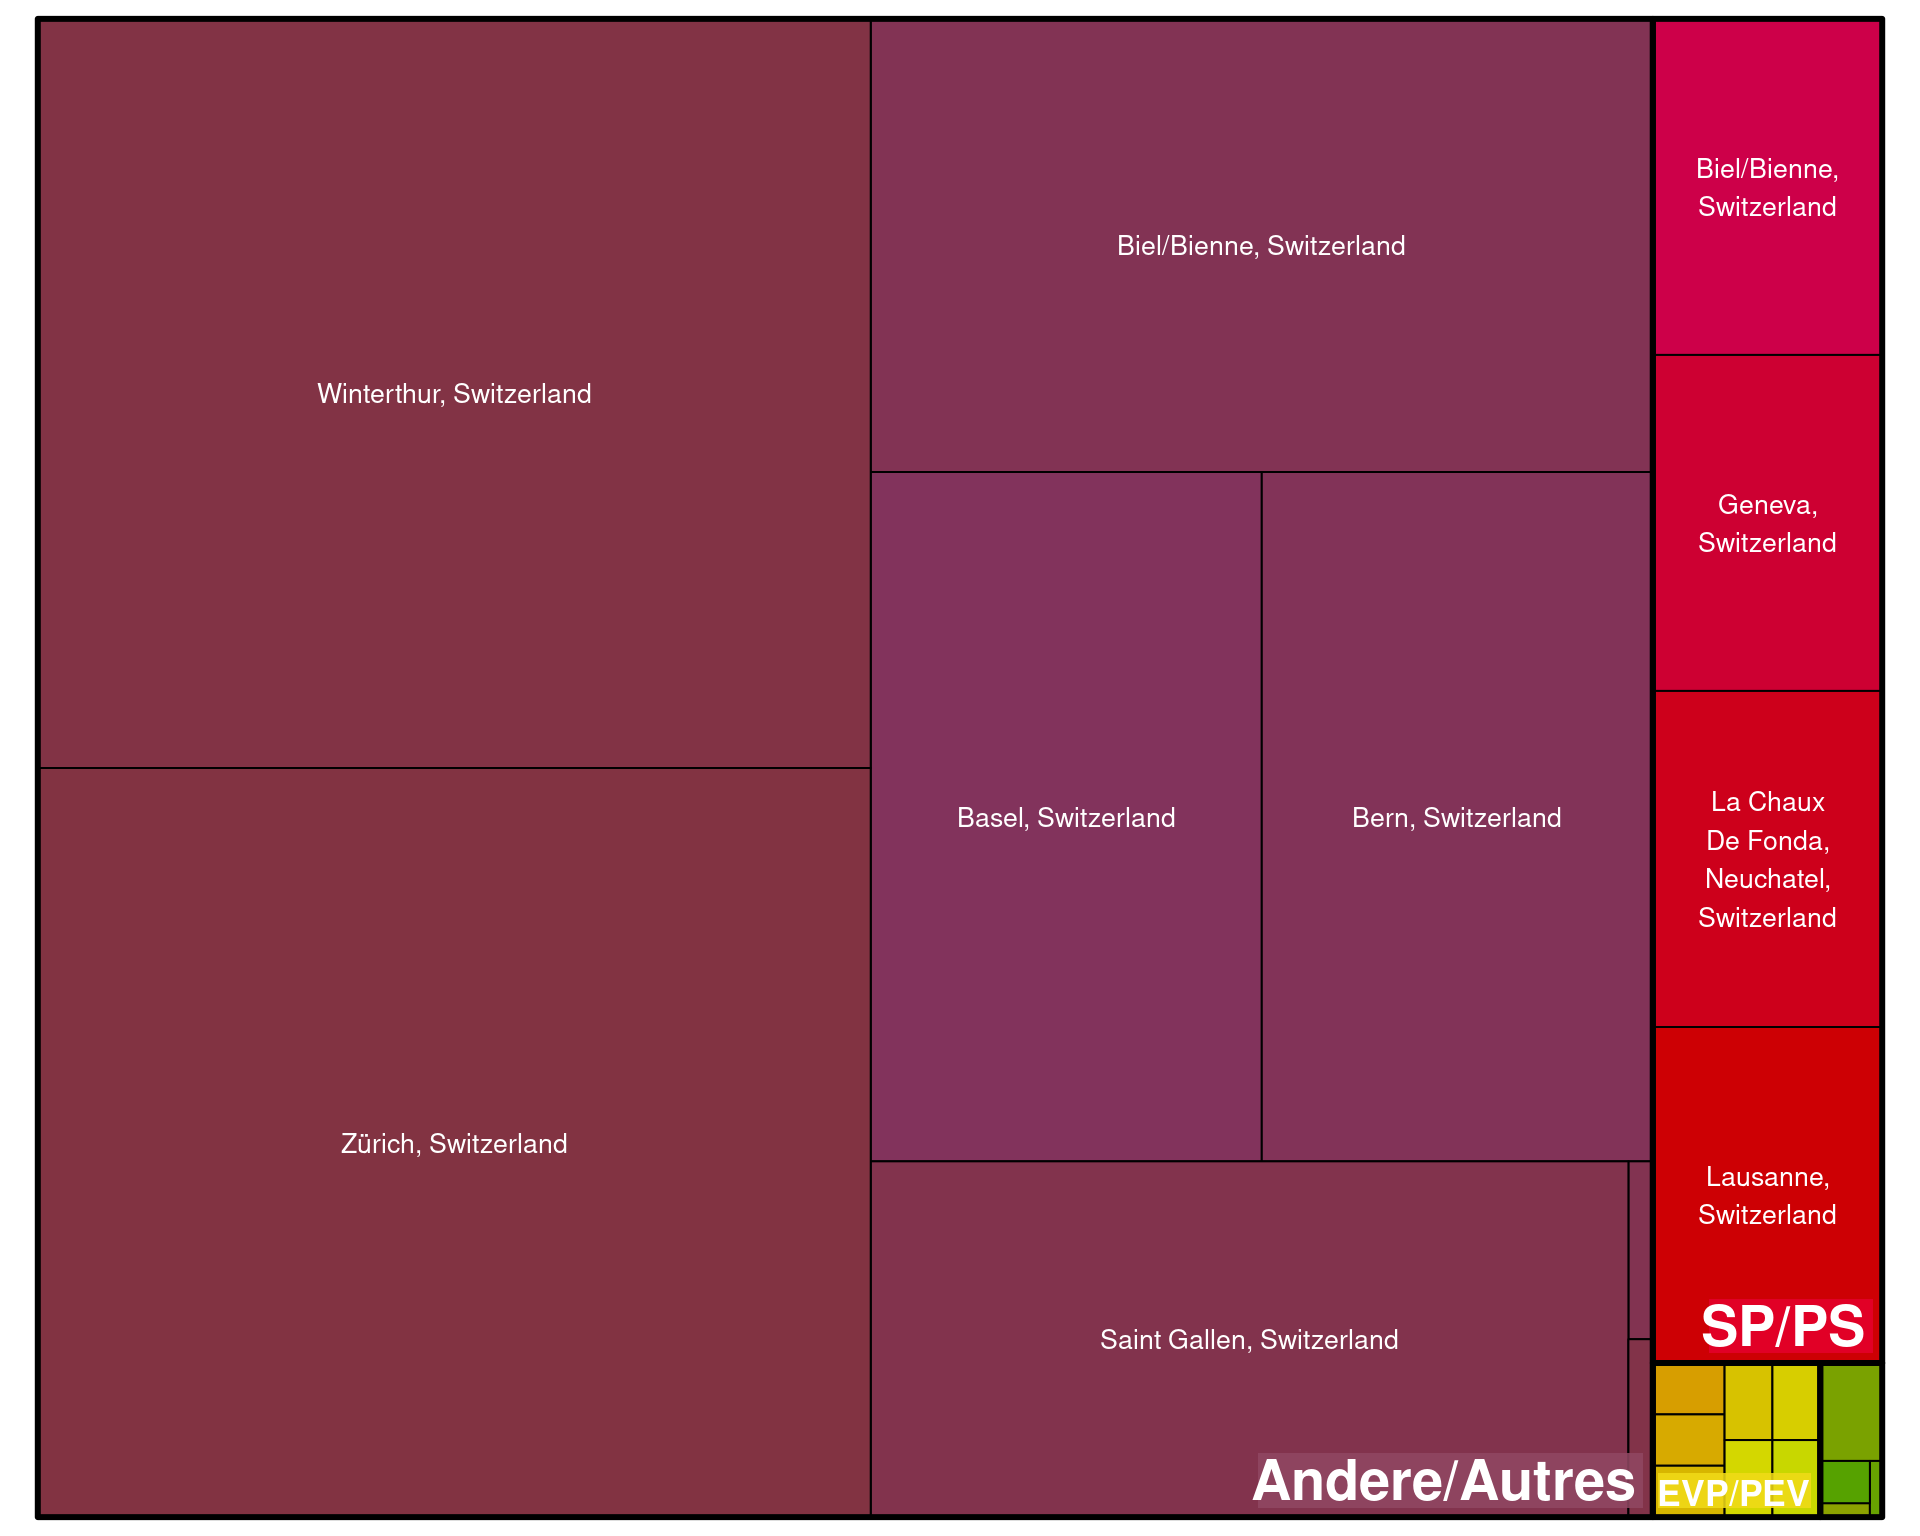 Winterthur, Switzerland
Zürich, Switzerland
Biel/Bienne, Switzerland
Basel, Switzerland
Bern, Switzerland
Saint Gallen, Switzerland
Andere/Autres
Biel/Bienne,
Switzerland
Geneva,
Switzerland
La Chaux
De Fonda,
Neuchatel,
Switzerland
Lausanne,
Switzerland
SP/PS
EVP/PEV